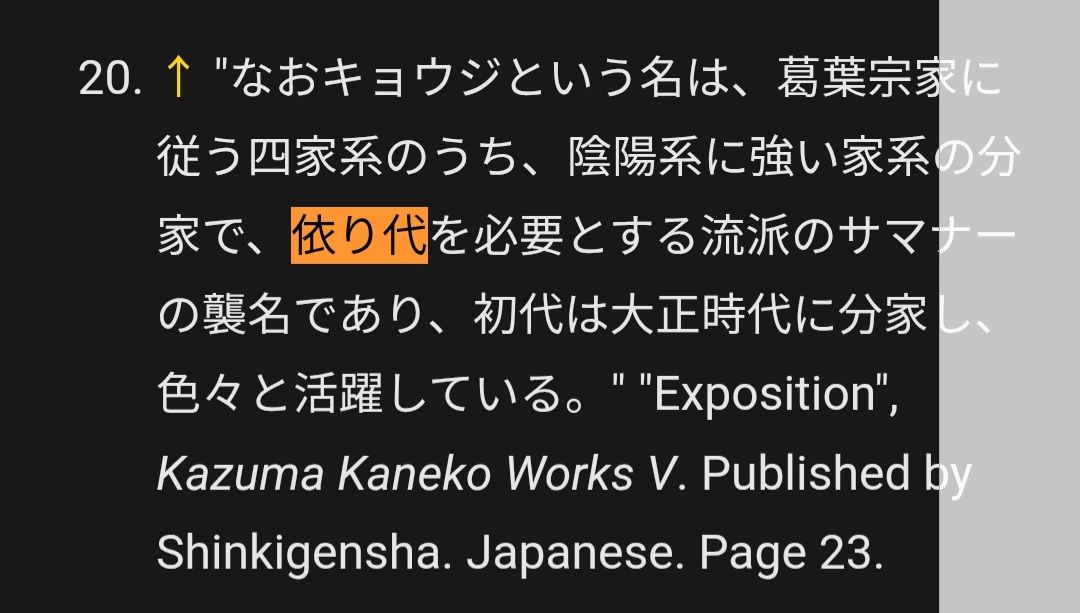 20. ↑ "なおキョウジという名は、葛葉宗家に
従う四家系のうち、陰陽系に強い家系の分
家で、依り代を必要とする流派のサマナー
の襲名であり、初代は大正時代に分家し、
色々と活躍している。" "Exposition",
Kazuma Kaneko Works V. Published by
Shinkigensha. Japanese. Page 23.